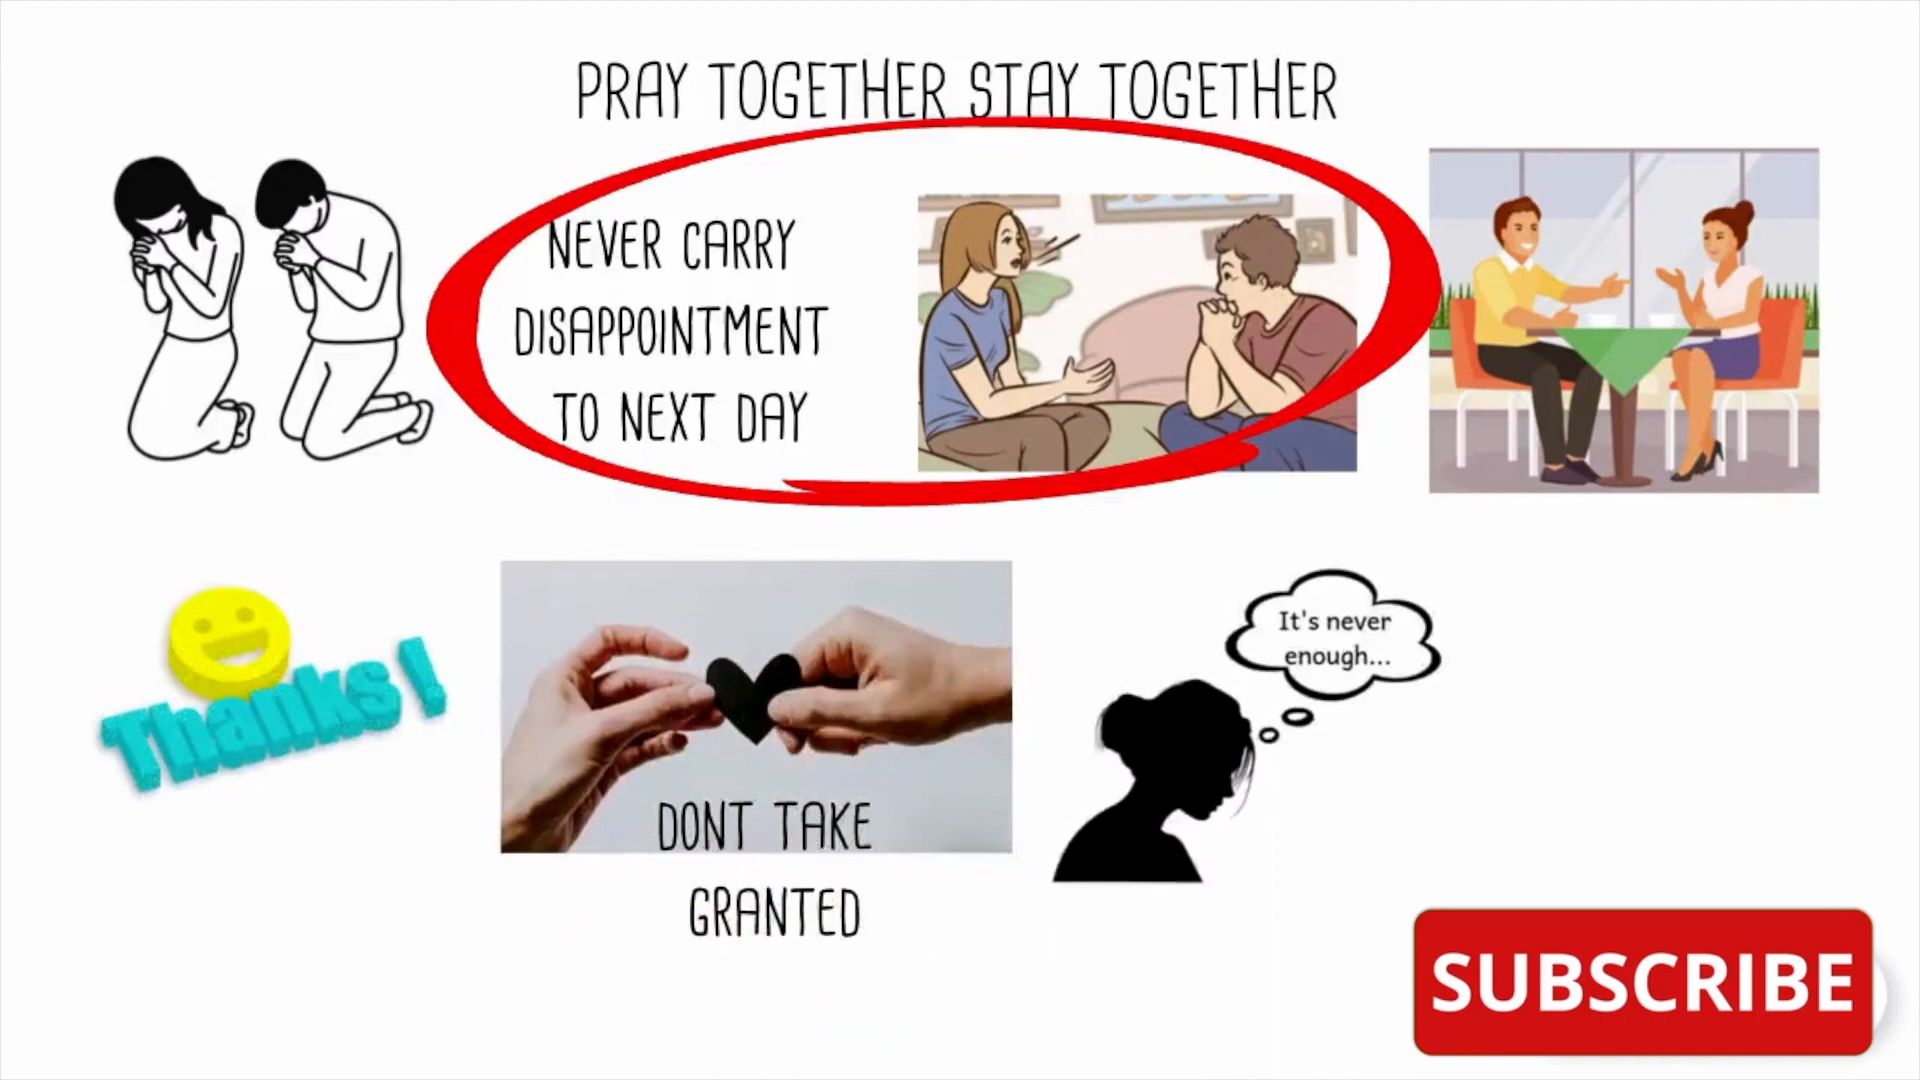 PRAY TOGETHER STAY TOGETHER
NEVER CARRY
DISAPPOINTMENT
TO NEXT DAY
Thanks!
DONT TAKE
GRANTED
It's never
enough...
SUBSCRIBE